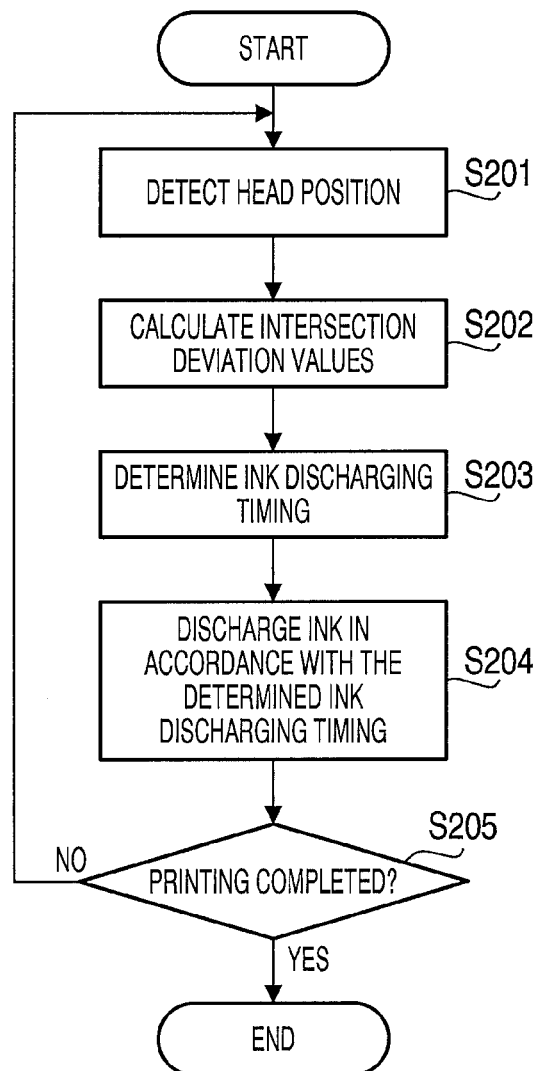 START
DETECT HEAD POSITION
S201
CALCULATE INTERSECTION
DEVIATION VALUES
S202
DETERMINE INK DISCHARGING
TIMING
S203
DISCHARGE INK IN
ACCORDANCE WITH THE
DETERMINED INK
DISCHARGING TIMING
S204
S205
NO
PRINTING COMPLETED?
YES
END